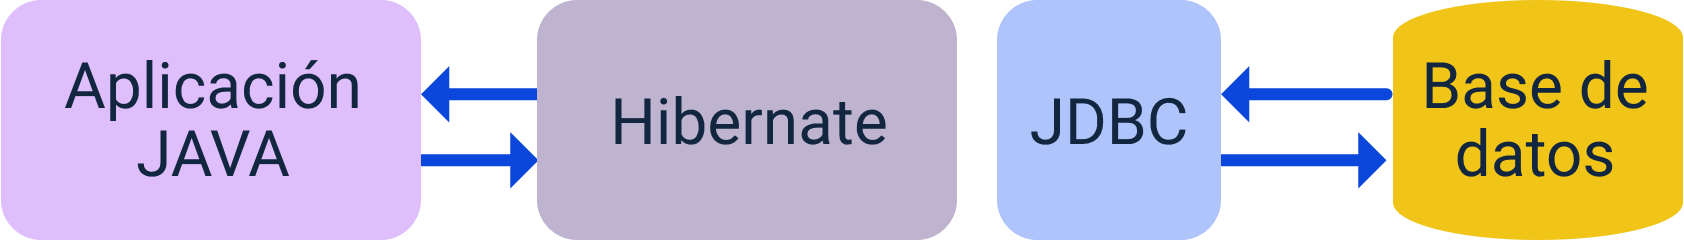 Aplicación
JAVA
Hibernate
JDBC
Base de
datos